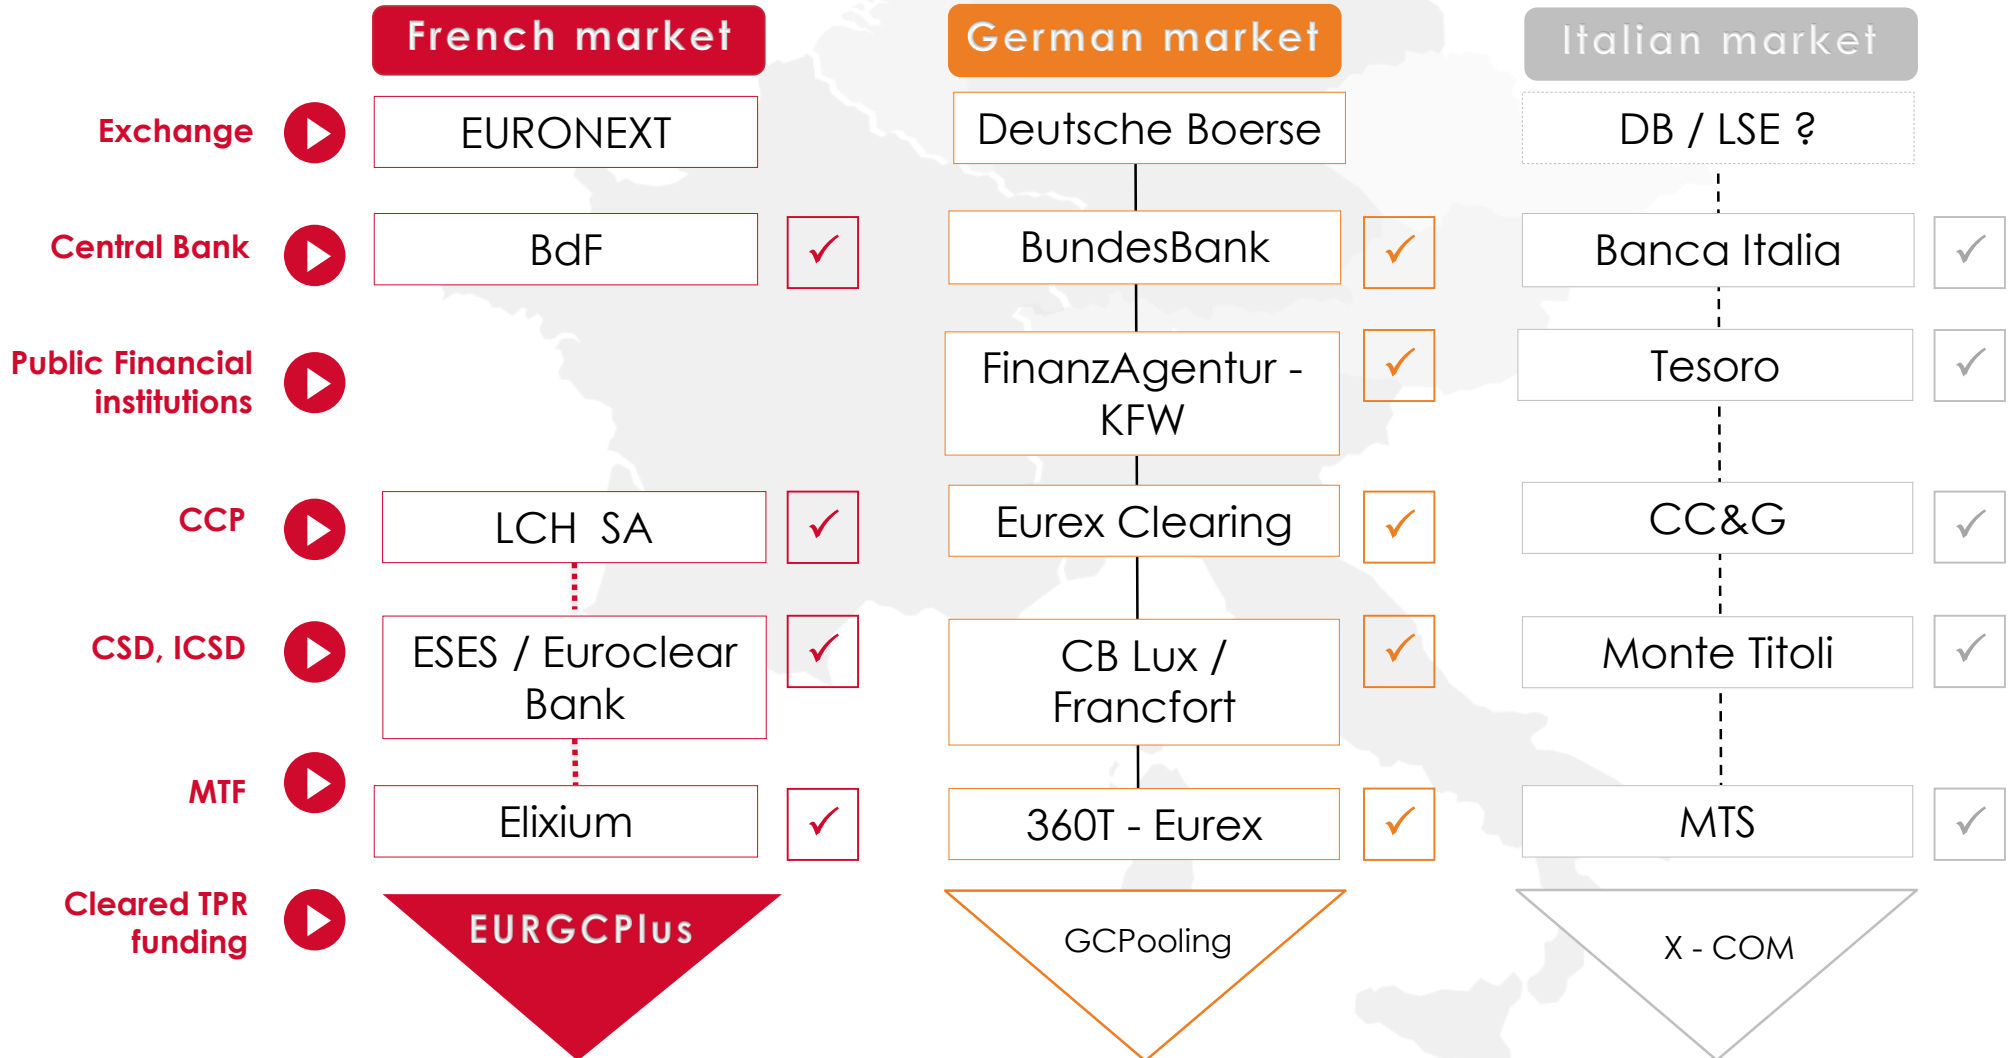 French market
German market
Italian market
Exchange
EURONEXT
Deutsche Boerse
DB / LSE ?
Central Bank
BdF
BundesBank
Banca Italia
Public Financial
institutions
FinanzAgentur -
KFW
Tesoro
CCP
LCH SA
Eurex Clearing
CC&G
CSD, ICSD
ESES / Euroclear
Bank
CB Lux /
Francfort
Monte Titoli
MTF
Elixium
360T - Eurex
MTS
Cleared TPR
funding
EURGCPlus
GCPooling
X - COM